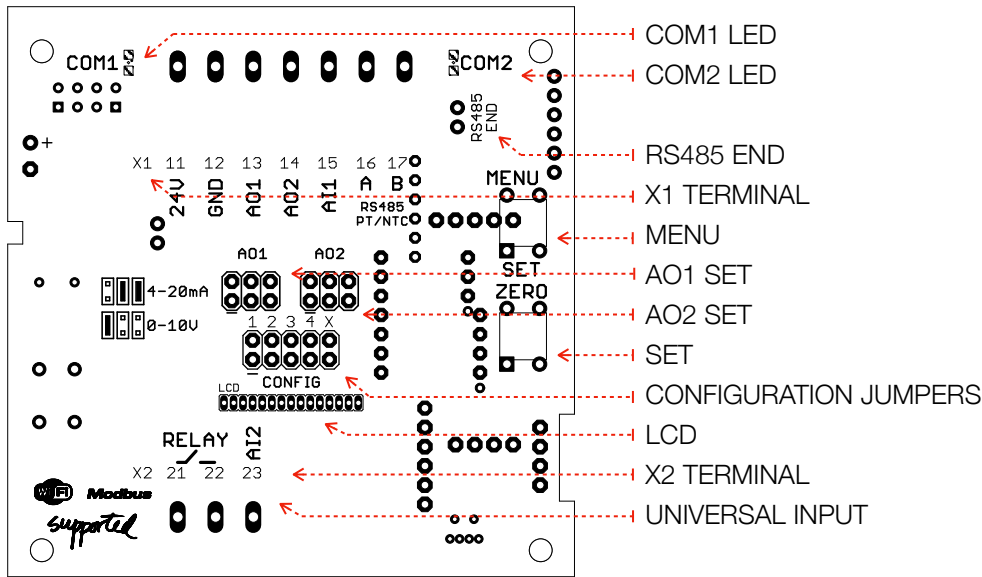 COM1 LED
COM1
COM2
COM2 LED
RS485
END
RS485 END
X1 11 12 13 14 15 16 17
24V GND AO1 AO2 AI1 A B
RS485
PT/NTC
X1 TERMINAL
MENU
MENU
SET
ZERO
AO1 AO2
AO1 SET
4-20mA
0-10V
AO2 SET
1 2 3 4 X
SET
CONFIG
CONFIGURATION JUMPERS
LCD
LCD
RELAY
AI2
X2 21 22 23
X2 TERMINAL
WiFi Modbus
supported
UNIVERSAL INPUT
+